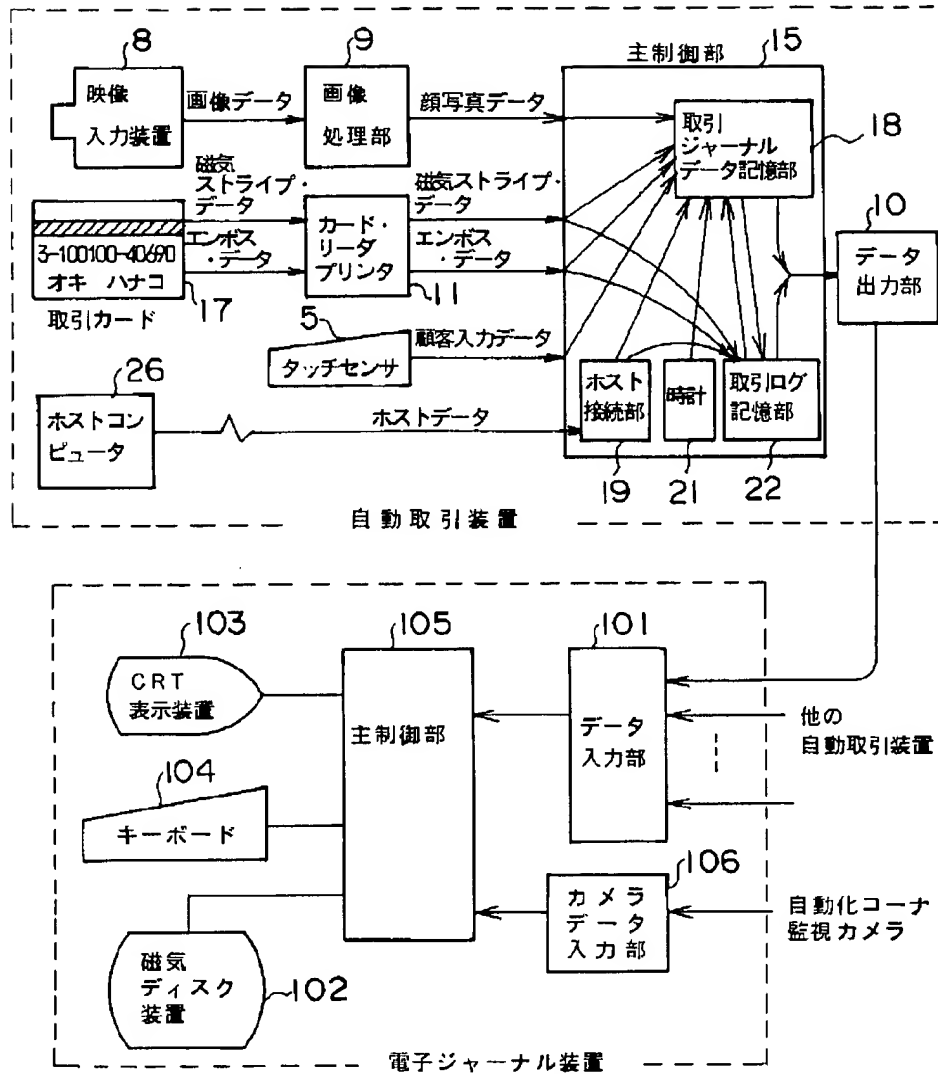 8
映像
入力装置
画像データ
9
画像
処理部
顔写真データ
主制御部
15
取引
ジャーナル
データ記憶部
18
磁気
ストライプ・
データ
エンボス
・データ
3-100100-40690
オキ ハナコ
取引カード
17
カード・
リーダ
プリンタ
11
磁気ストライプ・
データ
エンボス
・データ
10
データ
出力部
5
タッチセンサ
顧客入力データ
26
ホストコン
ピュータ
ホストデータ
ホスト
接続部
19
時計
21
取引ログ
記憶部
22
自動取引装置
103
CRT
表示装置
105
主制御部
101
データ
入力部
他の
自動取引装置
104
キーボード
106
カメラ
データ
入力部
自動化コーナ
監視カメラ
磁気
ディスク
装置
102
電子ジャーナル装置